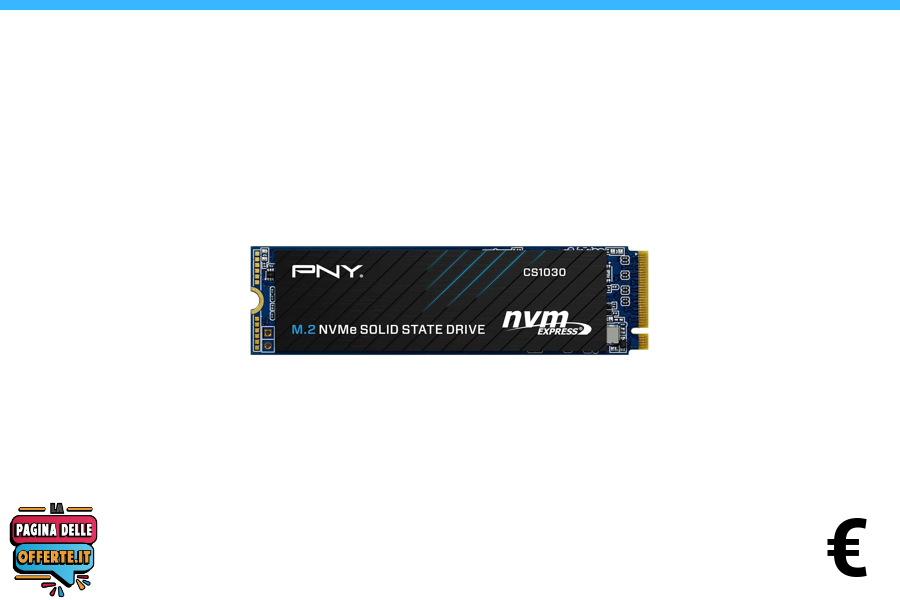 PNY.
CS1030
M.2 NVMe SOLID STATE DRIVE
nvm
EXPRESS
LA
PAGINA DELLE
OFFERTE.IT
€